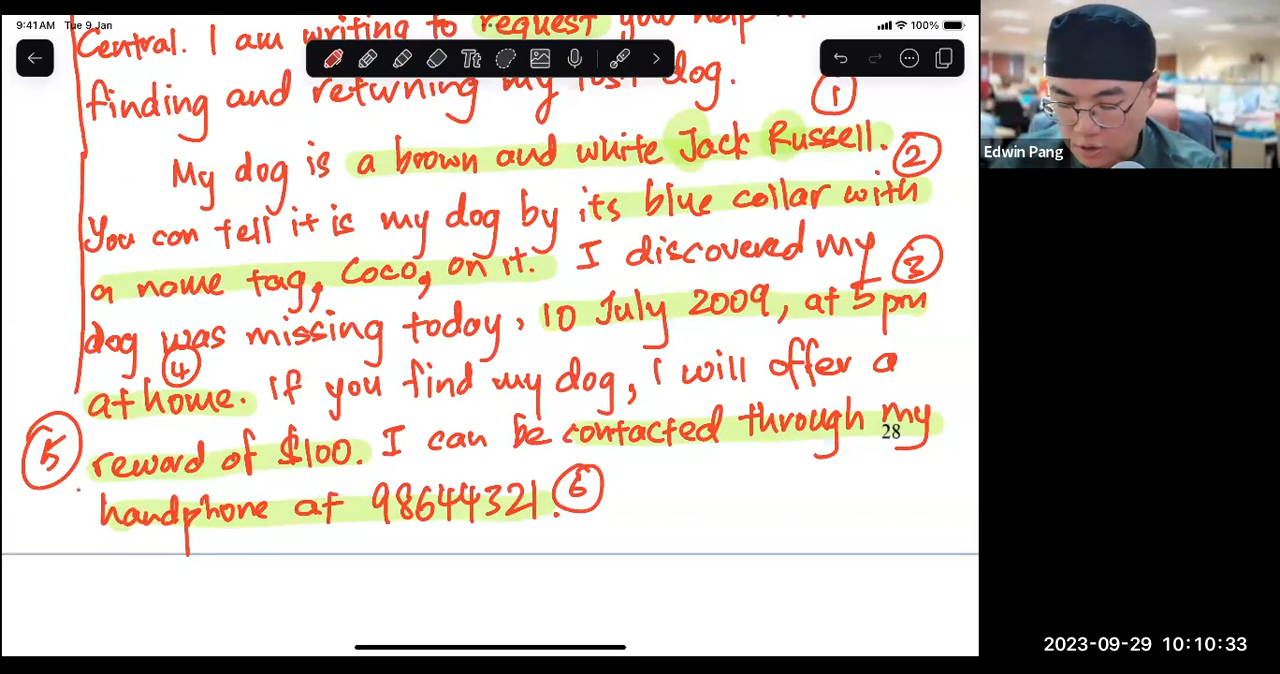 9:41AM Tue 9 Jan
100%
Central. I am writing to request you help in
Tt
finding and returning my lost dog.
1
My dog is a brown and white Jack Russell.
2
You can tell it is my dog by its blue collar with
a name tag, Coco, on it. I discovered my
3
dog was missing today, 10 July 2009, at 5pm
4
at home. If you find my dog, I will offer a
5
reward of $100. I can be contacted through my
28
handphone at 98644321.
6
Edwin Pang
2023-09-29 10:10:33